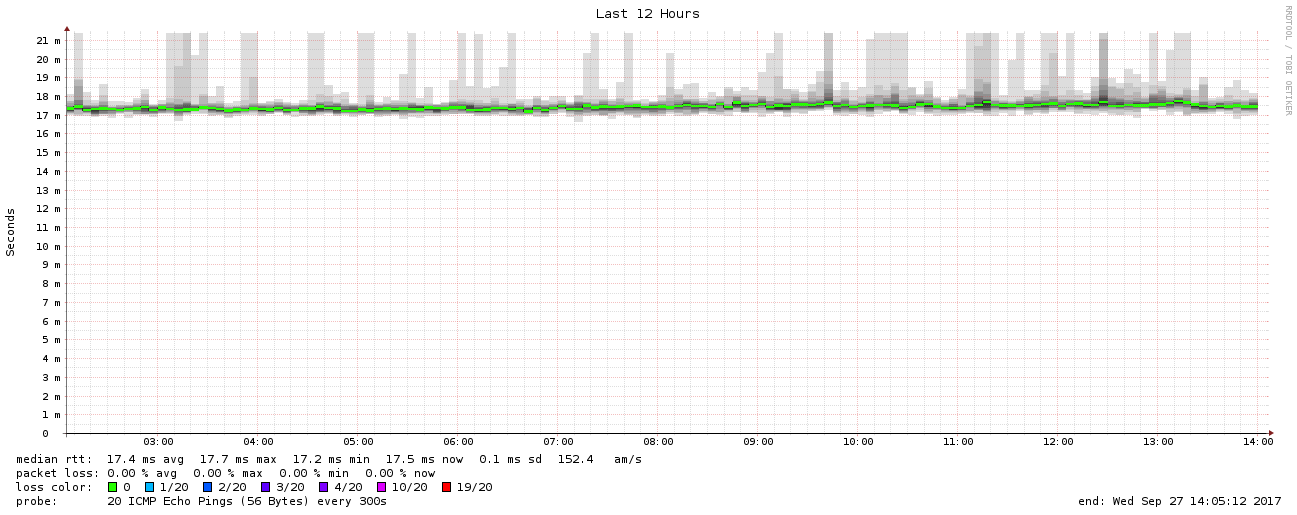 Last 12 Hours
RRDTOOL / TOBI OETIKER
Seconds
21 m
20 m
19 m
18 m
17 m
16 m
15 m
14 m
13 m
12 m
11 m
10 m
9 m
8 m
7 m
6 m
5 m
4 m
3 m
2 m
1 m
0
03:00 04:00 05:00 06:00 07:00 08:00 09:00 10:00 11:00 12:00 13:00 14:00
median rtt: 17.4 ms avg 17.7 ms max 17.2 ms min 17.5 ms now 0.1 ms sd 152.4 am/s
packet loss: 0.00 % avg 0.00 % max 0.00 % min 0.00 % now
loss color: 0 1/20 2/20 3/20 4/20 10/20 19/20
probe: 20 ICMP Echo Pings (56 Bytes) every 300s end: Wed Sep 27 14:05:12 2017